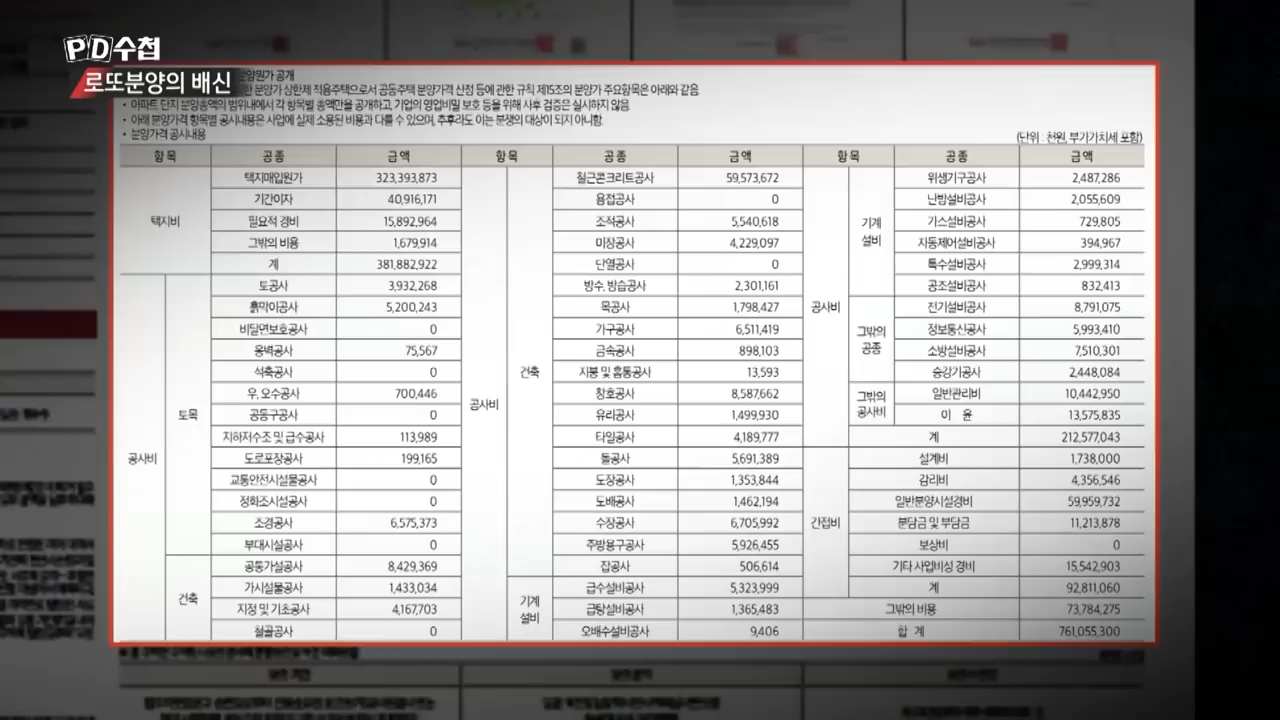 PD수첩
로또분양의 배신
분양원가 공개
한 분양가 상한제 적용주택으로서 공동주택 분양가격 산정 등에 관한 규칙 제15조의 분양가 주요항목은 아래와 같음.
• 아파트 단지 분양총액의 범위내에서 각 항목별 총액만을 공개하고, 기업의 영업비밀 보호 등을 위해 사후 검증은 실시하지 않음.
• 아래 분양가격 항목별 공시내용은 사업에 실제 소용된 비용과 다를 수 있으며, 추후라도 이는 분쟁의 대상이 되지 아니함.
• 분양가격 공시내용
(단위 : 천원, 부가가치세 포함)
항목 공종 금액 항목 공종 금액 항목 공종 금액
택지비 택지매입원가 323,393,873 공사비 건축 철근콘크리트공사 59,573,672 공사비 기계설비 위생기구공사 2,487,286
기간이자 40,916,171 용접공사 0 난방설비공사 2,055,609
필요적 경비 15,892,964 조적공사 5,540,618 가스설비공사 729,805
그밖의 비용 1,679,914 미장공사 4,229,097 자동제어설비공사 394,967
계 381,882,922 단열공사 0 특수설비공사 2,999,314
공사비 토목 토공사 3,932,268 방수, 방습공사 2,301,161 공조설비공사 832,413
흙막이공사 5,200,243 목공사 1,798,427 그밖의 공종 전기설비공사 8,791,075
비탈면보호공사 0 가구공사 6,511,419 정보통신공사 5,993,410
옹벽공사 75,567 금속공사 898,103 소방설비공사 7,510,301
석축공사 0 지붕 및 홈통공사 13,593 승강기공사 2,448,084
우, 오수공사 700,446 창호공사 8,587,662 그밖의 공사비 일반관리비 10,442,950
공동구공사 0 유리공사 1,499,930 이 윤 13,575,835
지하저수조 및 급수공사 113,989 타일공사 4,189,777 계 212,577,043
도로포장공사 199,165 돌공사 5,691,389 간접비 설계비 1,738,000
교통안전시설물공사 0 도장공사 1,353,844 감리비 4,356,546
정화조시설공사 0 도배공사 1,462,194 일반분양시설경비 59,959,732
조경공사 6,575,373 수장공사 6,705,992 분담금 및 부담금 11,213,878
부대시설공사 0 주방용구공사 5,926,455 보상비 0
건축 공통가설공사 8,429,369 잡공사 506,614 기타 사업비성 경비 15,542,903
가시설물공사 1,433,034 기계설비 급수설비공사 5,323,999 계 92,811,060
지정 및 기초공사 4,167,703 급탕설비공사 1,365,483 그밖의 비용 73,784,275
철골공사 0 오배수설비공사 9,406 합 계 761,055,300